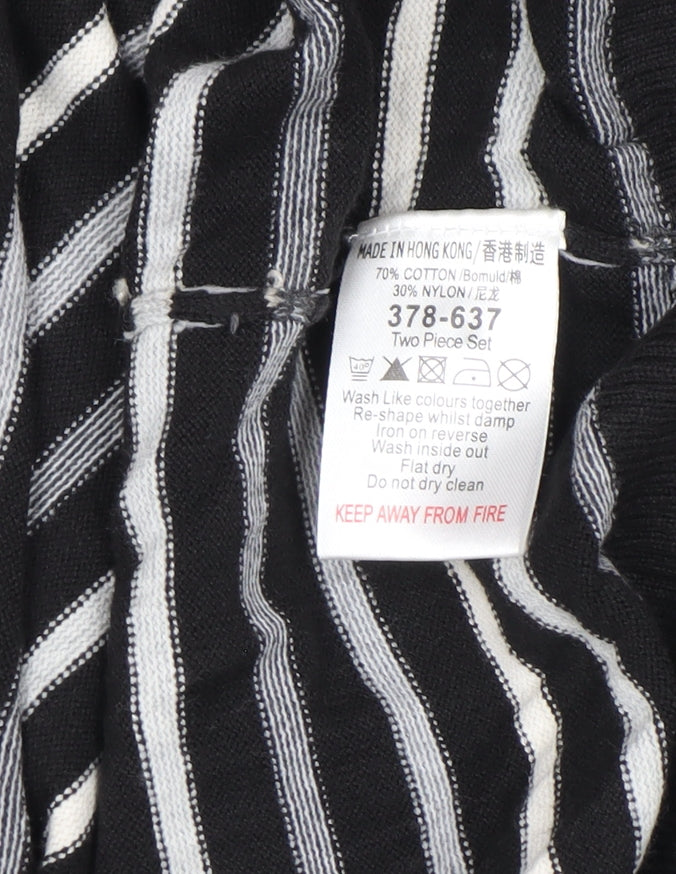 MADE IN HONG KONG/香港制造
70% COTTON/Bomuld/棉
30% NYLON/尼龙
378-637
Two Piece Set
40°
Wash Like colours together
Re-shape whilst damp
Iron on reverse
Wash inside out
Flat dry
Do not dry clean
KEEP AWAY FROM FIRE